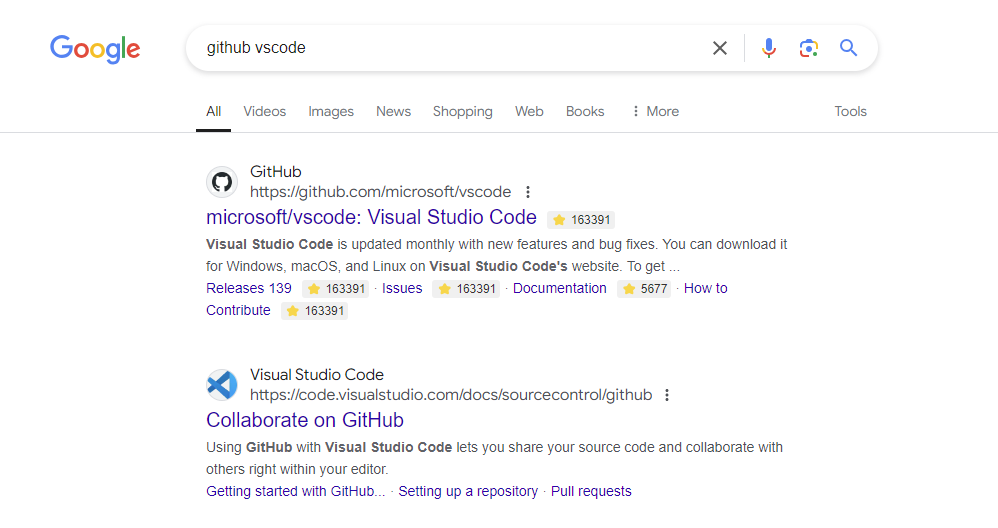 Google
github vscode
All Videos Images News Shopping Web Books More Tools
GitHub
https://github.com/microsoft/vscode
microsoft/vscode: Visual Studio Code 163391
Visual Studio Code is updated monthly with new features and bug fixes. You can download it
for Windows, macOS, and Linux on Visual Studio Code's website. To get ...
Releases 139 163391 · Issues 163391 · Documentation 5677 · How to
Contribute 163391
Visual Studio Code
https://code.visualstudio.com/docs/sourcecontrol/github
Collaborate on GitHub
Using GitHub with Visual Studio Code lets you share your source code and collaborate with
others right within your editor.
Getting started with GitHub... · Setting up a repository · Pull requests